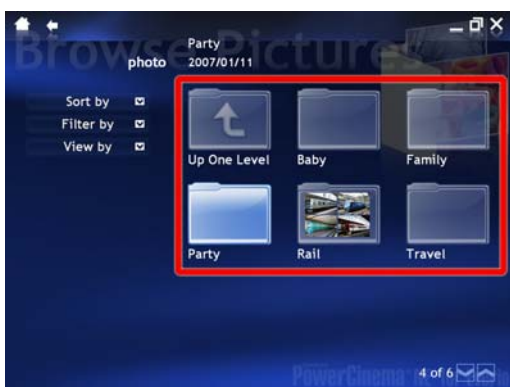 Browse Pictures
Party
photo 2007/01/11
Sort by
Filter by
View by
Up One Level Baby Family
Party Rail Travel
PowerCinema
4 of 6